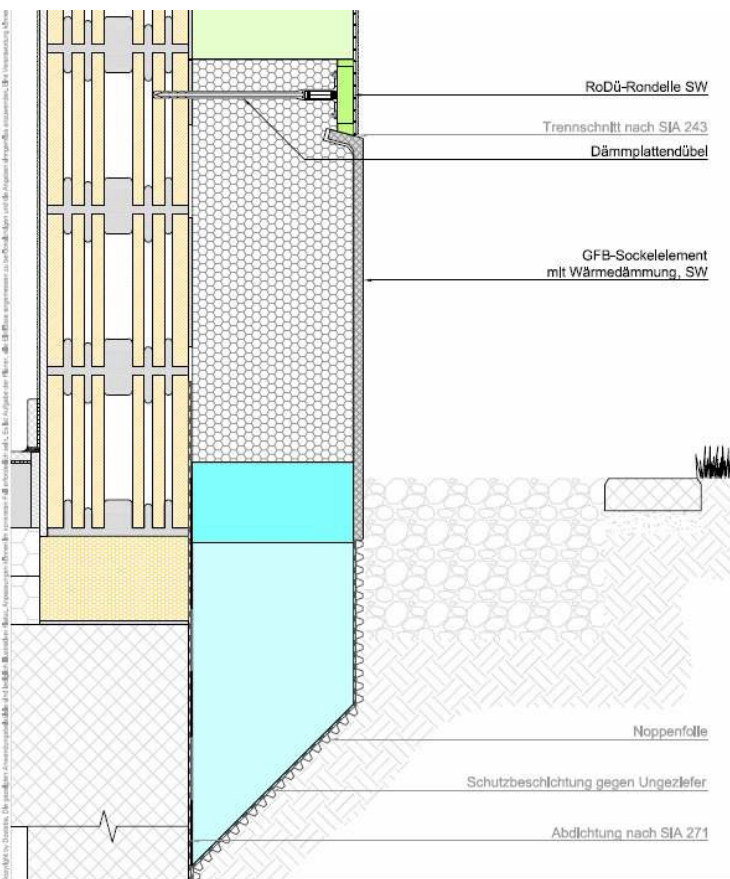 RoDü-Rondelle SW
Trennschnitt nach SIA 243
Dämmplattendübel
GFB-Sockelelement
mit Wärmedämmung, SW
Noppenfolie
Schutzbeschichtung gegen Ungeziefer
Abdichtung nach SIA 271